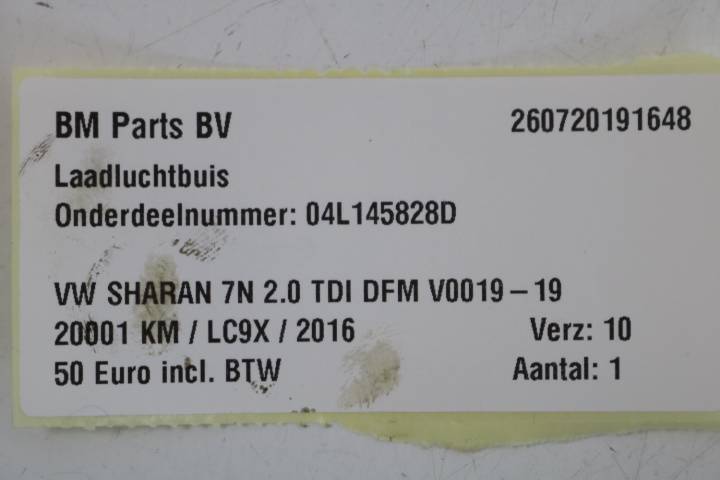 BM Parts BV 260720191648
Laadluchtbuis
Onderdeelnummer: 04L145828D
VW SHARAN 7N 2.0 TDI DFM V0019-19
20001 KM / LC9X / 2016 Verz: 10
50 Euro incl. BTW Aantal: 1